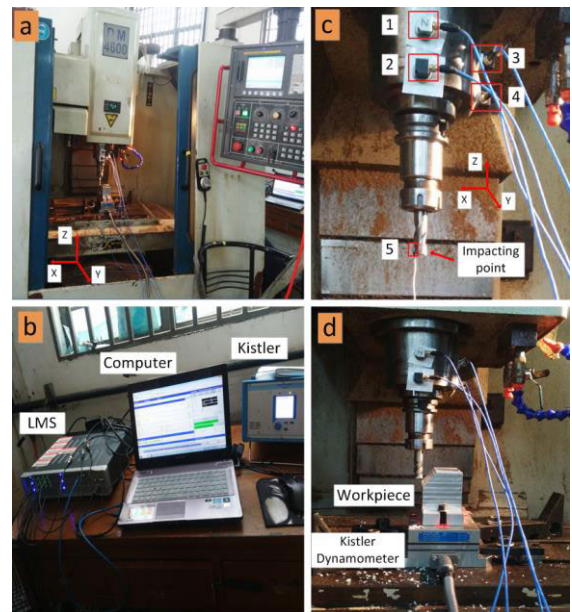 a
DM
4600
Z
X
Y
b
Computer
Kistler
LMS
c
1
N
2
3
4
Z
X
Y
5
Impacting
point
d
Workpiece
Kistler
Dynamometer